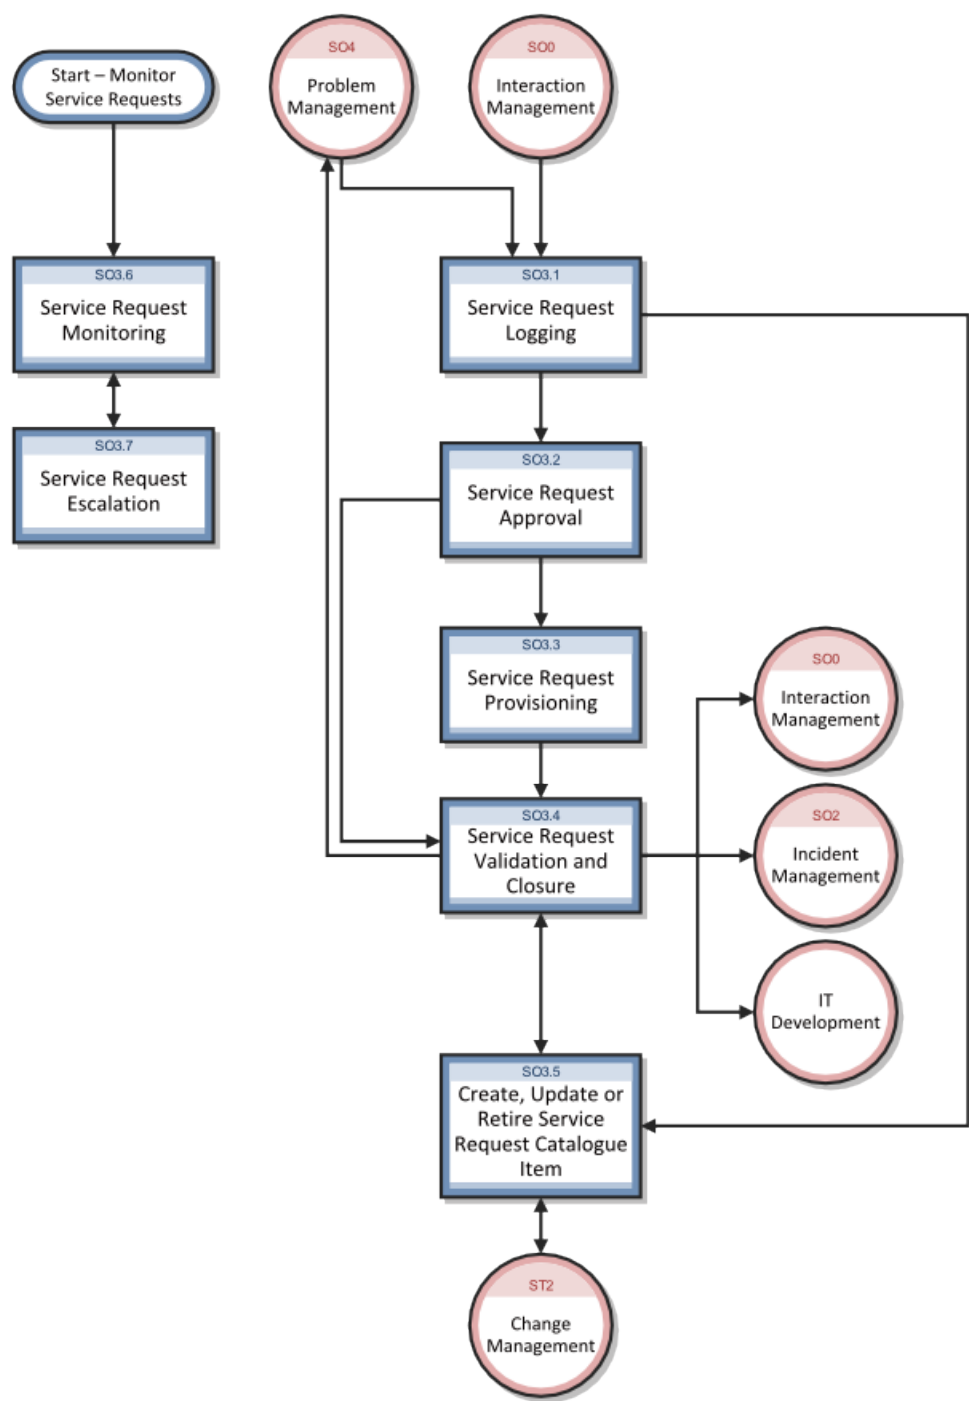 Start – Monitor
Service Requests
SO4
Problem
Management
SO0
Interaction
Management
SO3.6
Service Request
Monitoring
SO3.1
Service Request
Logging
SO3.7
Service Request
Escalation
SO3.2
Service Request
Approval
SO3.3
Service Request
Provisioning
SO0
Interaction
Management
SO3.4
Service Request
Validation and
Closure
SO2
Incident
Management
IT
Development
SO3.5
Create, Update or
Retire Service
Request Catalogue
Item
ST2
Change
Management